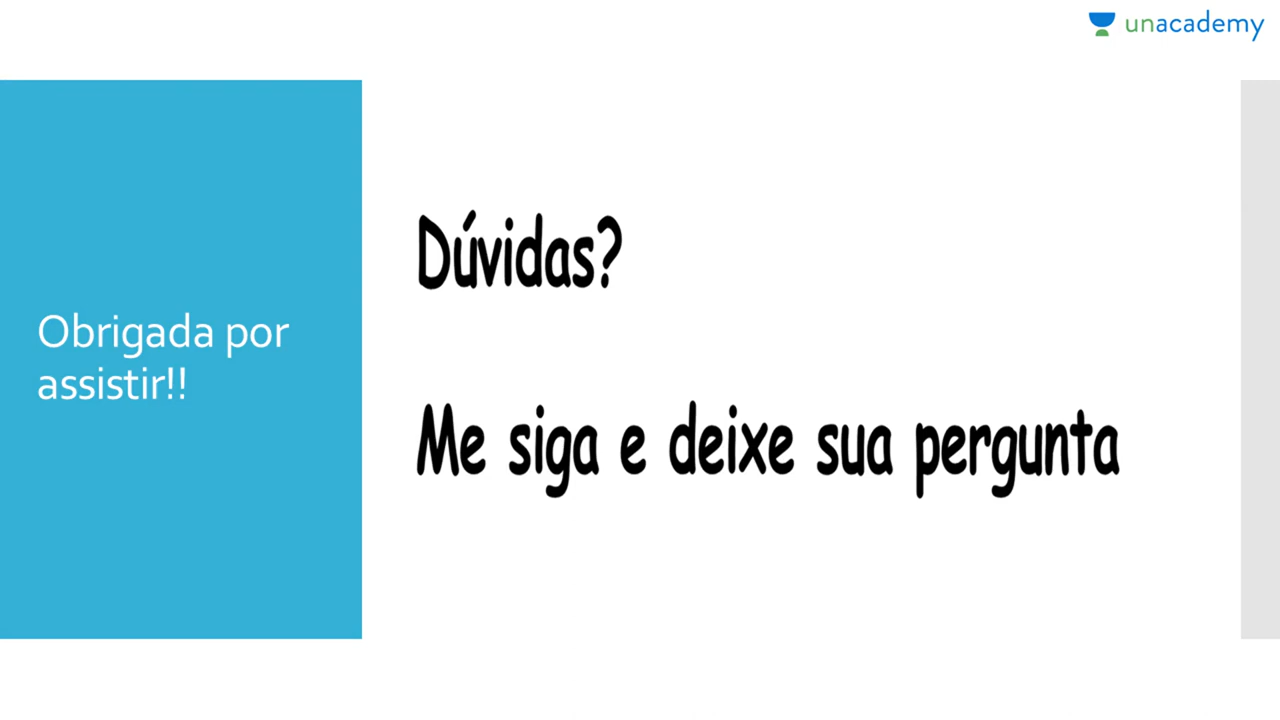 unacademy
Obrigada por
assistir!!
Dúvidas?
Me siga e deixe sua pergunta